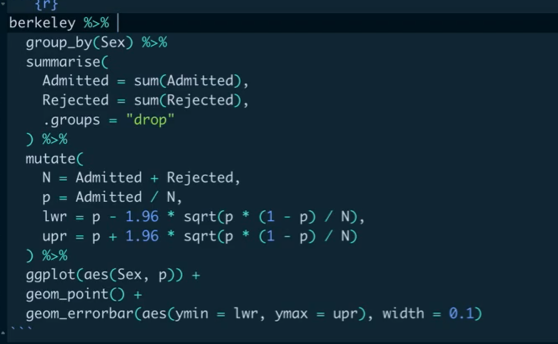 {r}
berkeley %>%
group_by(Sex) %>%
summarise(
Admitted = sum(Admitted),
Rejected = sum(Rejected),
.groups = "drop"
) %>%
mutate(
N = Admitted + Rejected,
p = Admitted / N,
lwr = p - 1.96 * sqrt(p * (1 - p) / N),
upr = p + 1.96 * sqrt(p * (1 - p) / N)
) %>%
ggplot(aes(Sex, p)) +
geom_point() +
geom_errorbar(aes(ymin = lwr, ymax = upr), width = 0.1)
```